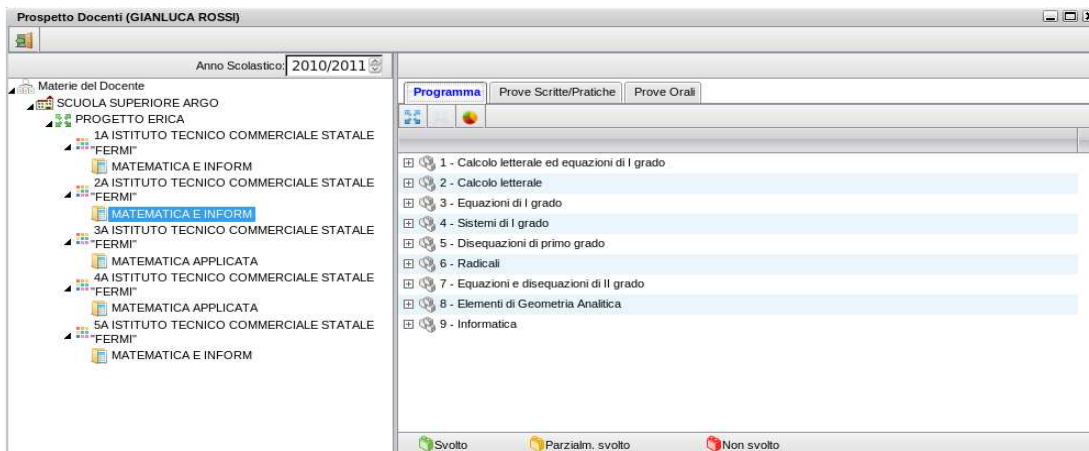 Prospetto Docenti (GIANLUCA ROSSI)
Anno Scolastico: 2010/2011
Materie del Docente
SCUOLA SUPERIORE ARGO
PROGETTO ERICA
1A ISTITUTO TECNICO COMMERCIALE STATALE
"FERMI"
MATEMATICA E INFORM
2A ISTITUTO TECNICO COMMERCIALE STATALE
"FERMI"
MATEMATICA E INFORM
3A ISTITUTO TECNICO COMMERCIALE STATALE
"FERMI"
MATEMATICA APPLICATA
4A ISTITUTO TECNICO COMMERCIALE STATALE
"FERMI"
MATEMATICA APPLICATA
5A ISTITUTO TECNICO COMMERCIALE STATALE
"FERMI"
MATEMATICA E INFORM
Programma Prove Scritte/Pratiche Prove Orali
1 - Calcolo letterale ed equazioni di I grado
2 - Calcolo letterale
3 - Equazioni di I grado
4 - Sistemi di I grado
5 - Disequazioni di primo grado
6 - Radicali
7 - Equazioni e disequazioni di II grado
8 - Elementi di Geometria Analitica
9 - Informatica
Svolto Parzialm. svolto Non svolto